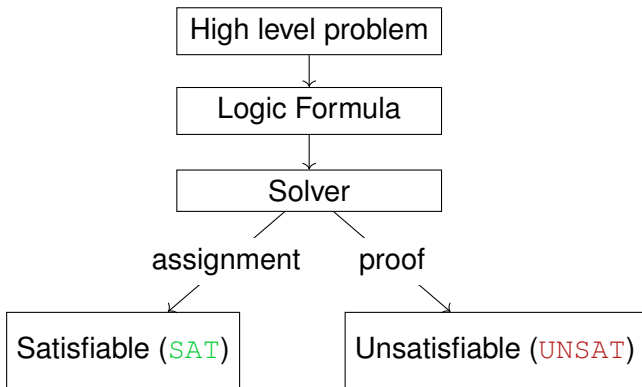 High level problem
Logic Formula
Solver
assignment
proof
Satisfiable (SAT)
Unsatisfiable (UNSAT)